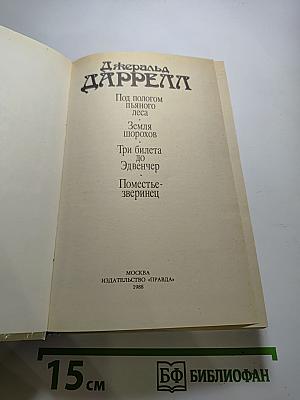 Джеральд
ДАРРЕЛЛ
Под пологом
пьяного
леса
Земля
шорохов
Три билета
до
Эдвенчер
Поместье-
зверинец
МОСКВА
ИЗДАТЕЛЬСТВО «ПРАВДА»
1988
15 см
БФ БИБЛИОФАН